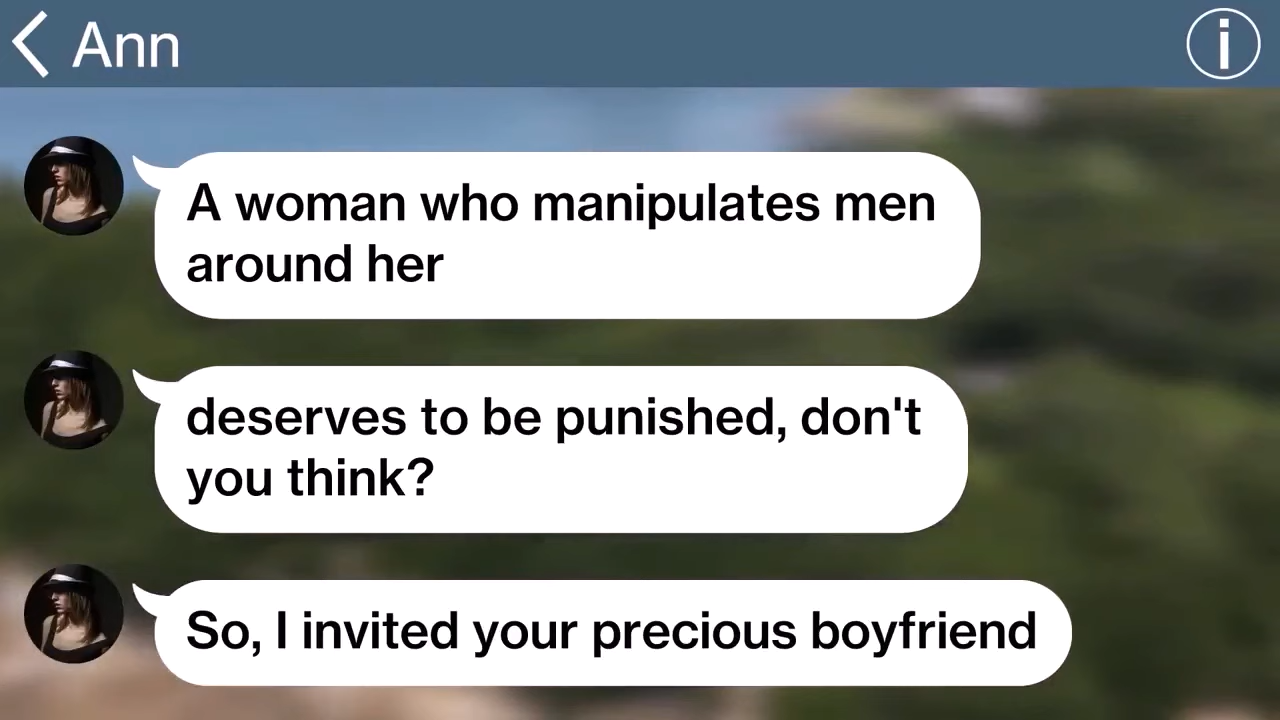 Ann
A woman who manipulates men
around her
deserves to be punished, don't
you think?
So, I invited your precious boyfriend